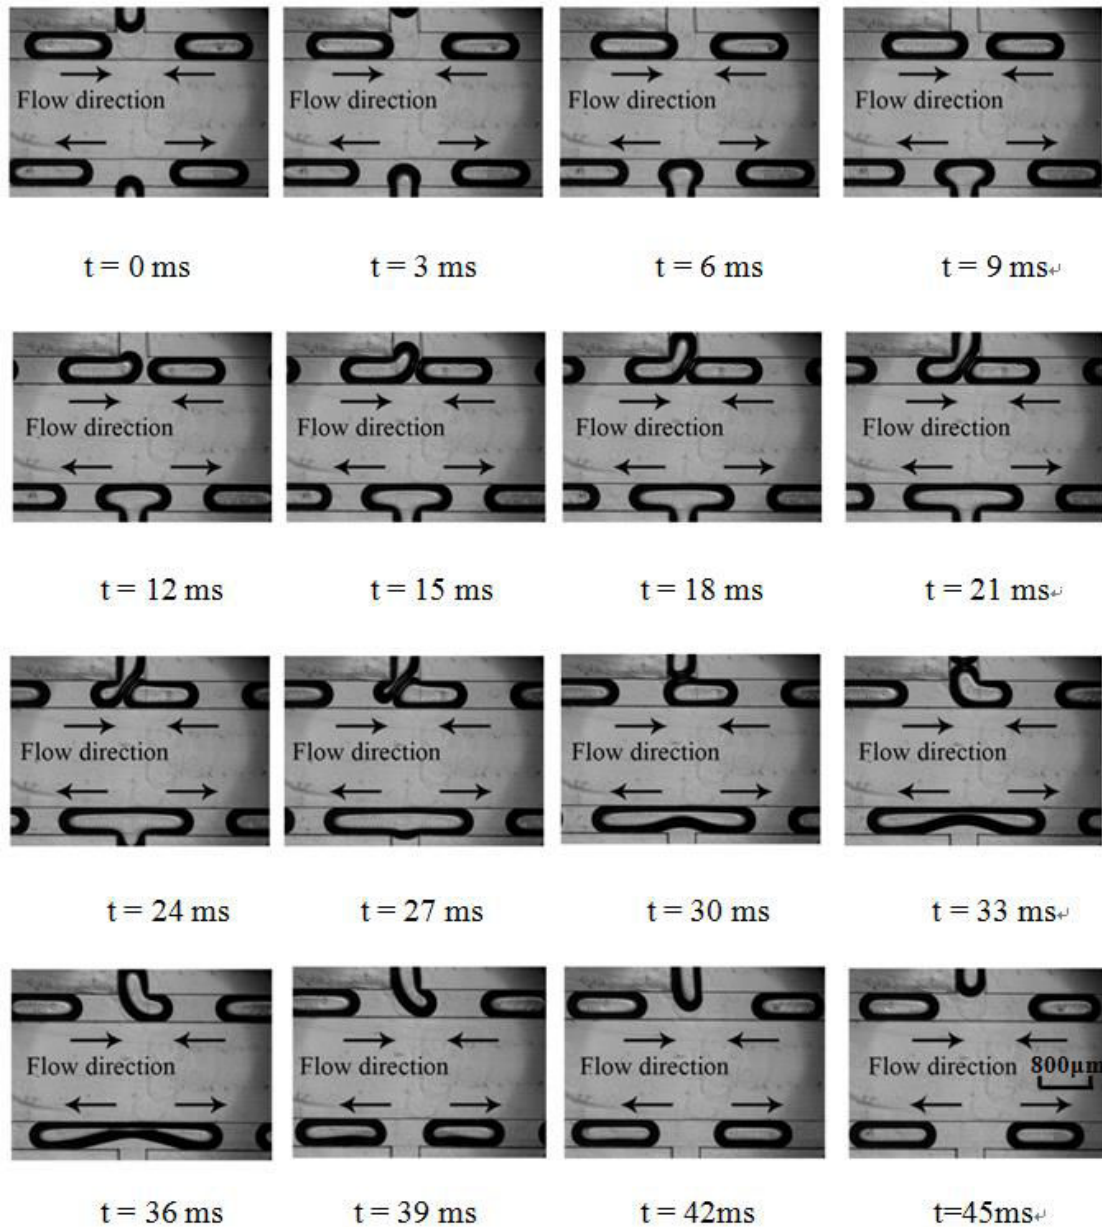 Flow direction Flow direction Flow direction Flow direction
t = 0 ms t = 3 ms t = 6 ms t = 9 ms↵
Flow direction Flow direction Flow direction Flow direction
t = 12 ms t = 15 ms t = 18 ms t = 21 ms↵
Flow direction Flow direction Flow direction Flow direction
t = 24 ms t = 27 ms t = 30 ms t = 33 ms↵
Flow direction Flow direction Flow direction Flow direction 800μm
t = 36 ms t = 39 ms t = 42ms t=45ms↵